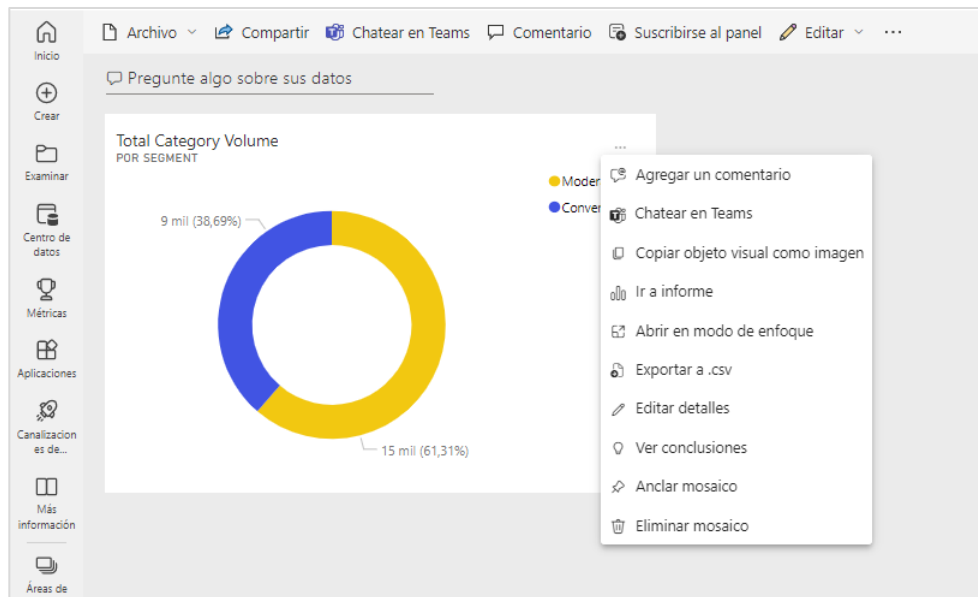 Archivo Compartir Chatear en Teams Comentario Suscribirse al panel Editar ...
Inicio
Crear
Examinar
Centro de
datos
Métricas
Aplicaciones
Canalizacion
es de...
Más
información
Áreas de
Pregunte algo sobre sus datos
Total Category Volume
POR SEGMENT
...
Moder
Conver
9 mil (38,69%)
15 mil (61,31%)
Agregar un comentario
Chatear en Teams
Copiar objeto visual como imagen
Ir a informe
Abrir en modo de enfoque
Exportar a .csv
Editar detalles
Ver conclusiones
Anclar mosaico
Eliminar mosaico